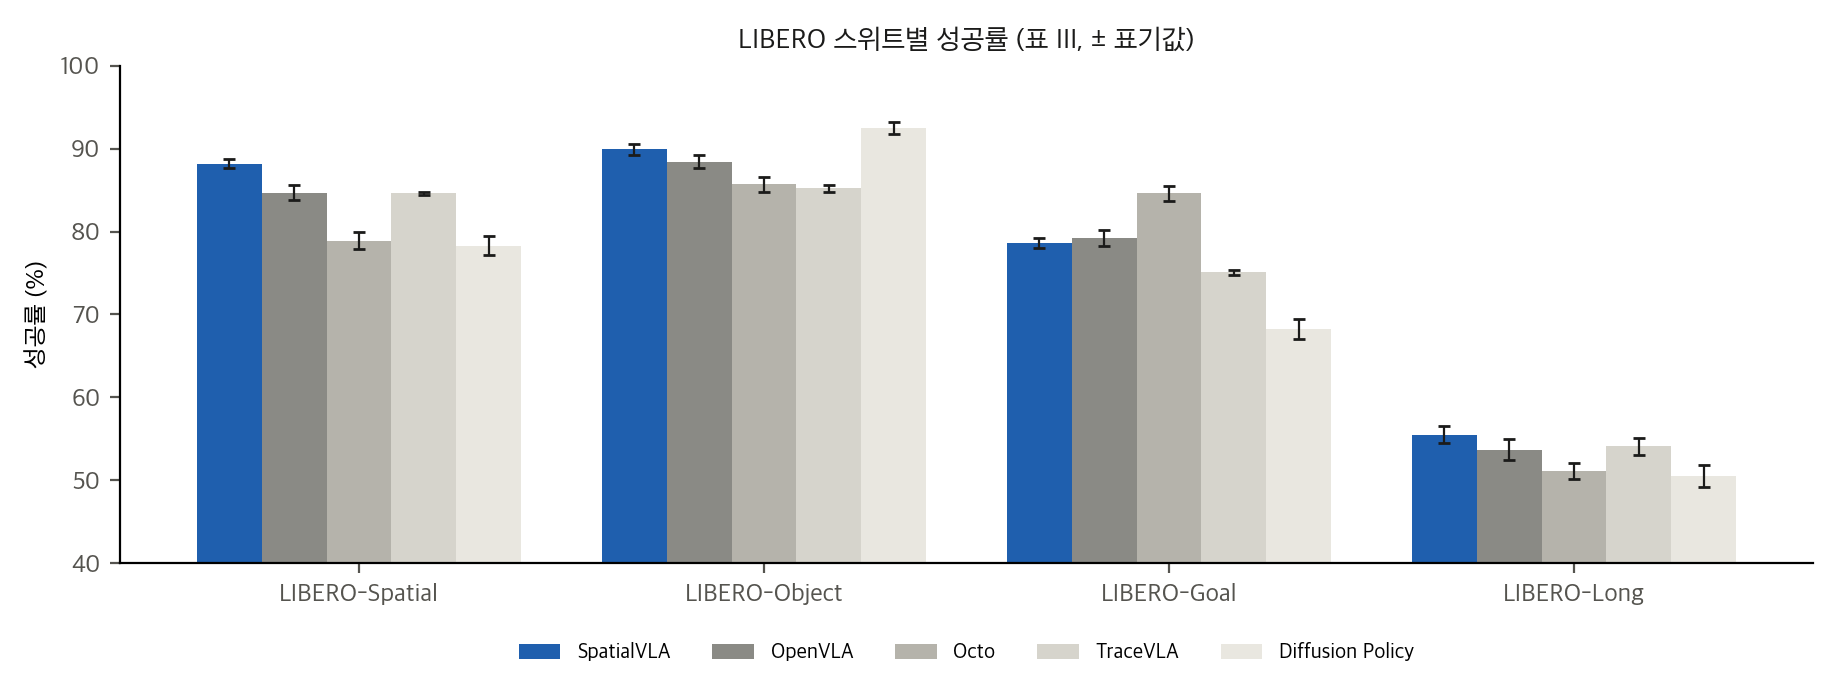 LIBERO 스위트별 성공률 (표 III, ± 표기값)
성공률 (%)
100
90
80
70
60
50
40
LIBERO-Spatial LIBERO-Object LIBERO-Goal LIBERO-Long
SpatialVLA OpenVLA Octo TraceVLA Diffusion Policy